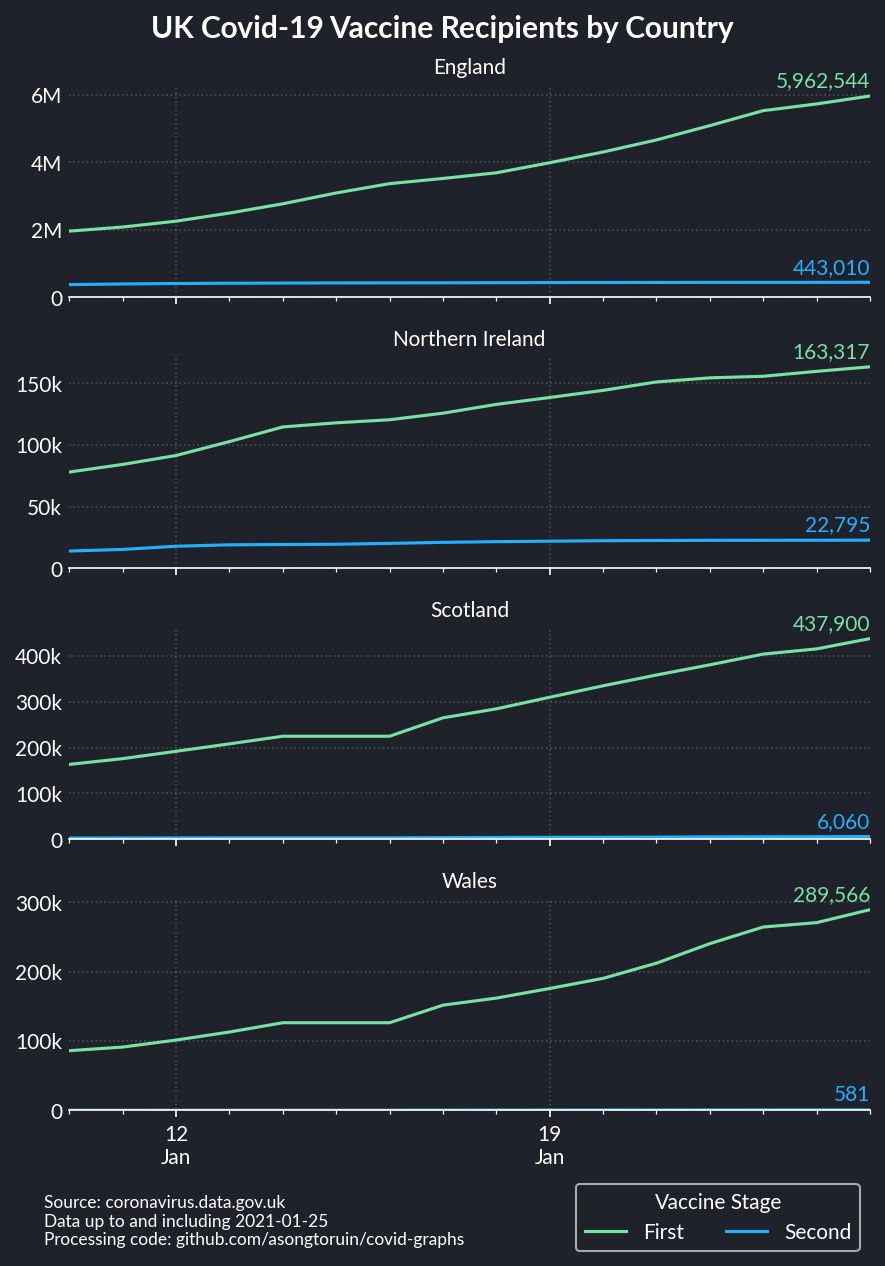 UK Covid-19 Vaccine Recipients by Country
England
5,962,544
6M
4M
2M
443,010
0
Northern Ireland
163,317
150k
100k
50k
22,795
0
Scotland
437,900
400k
300k
200k
100k
6,060
0
Wales
289,566
300k
200k
100k
581
0
12
Jan
19
Jan
Source: coronavirus.data.gov.uk
Data up to and including 2021-01-25
Processing code: github.com/asongtoruin/covid-graphs
Vaccine Stage
First Second